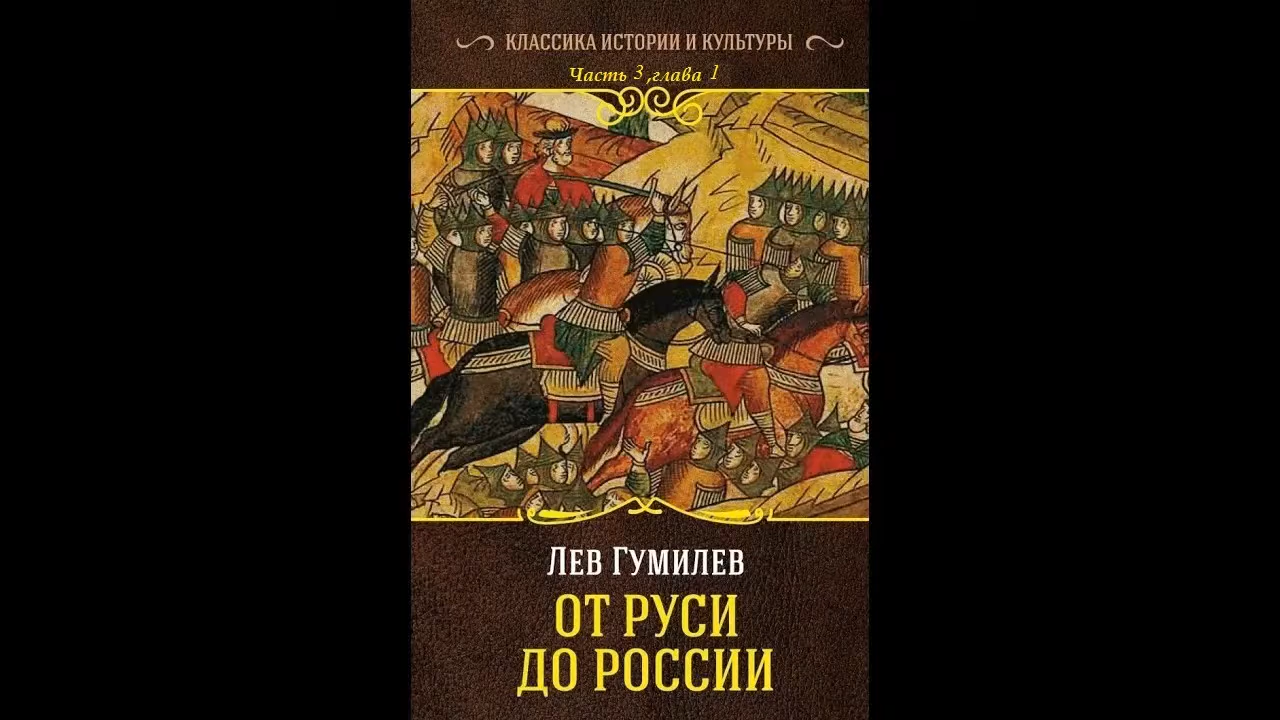 КЛАССИКА ИСТОРИИ И КУЛЬТУРЫ
Часть 3 ,глава 1
ЛЕВ ГУМИЛЕВ
ОТ РУСИ
ДО РОССИИ